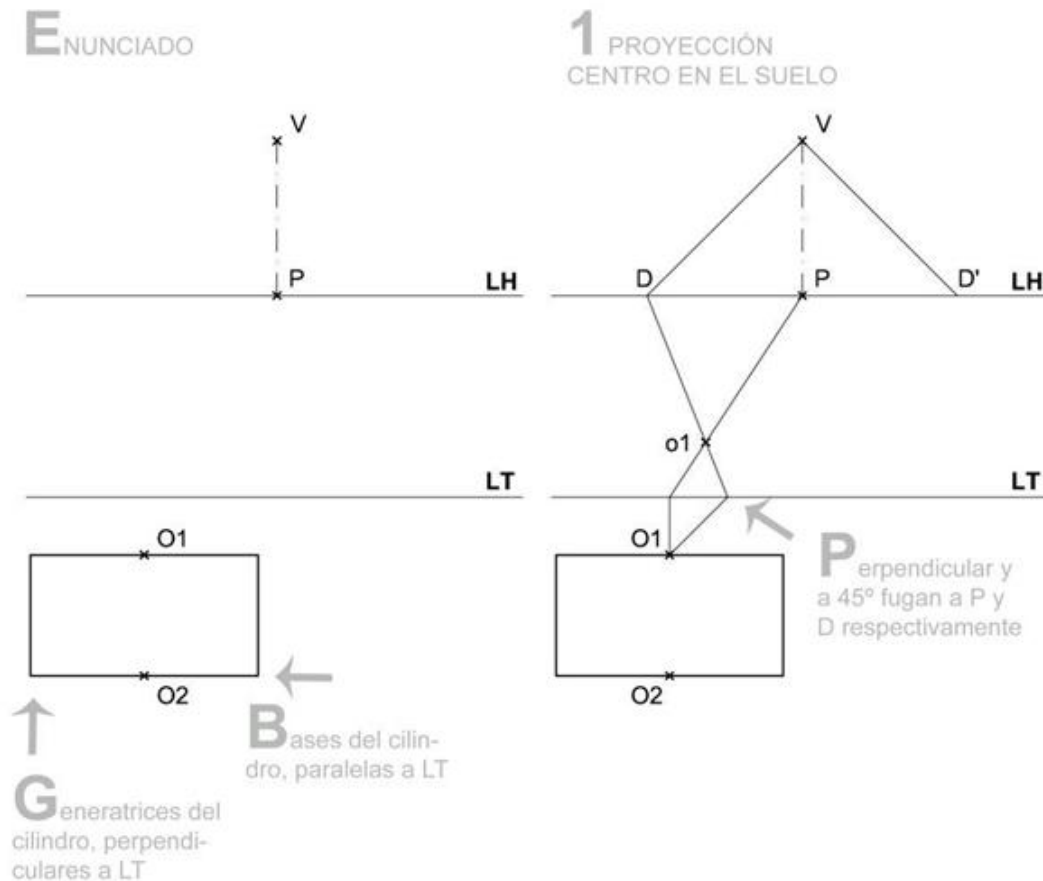 ENUNCIADO
V
P
LH
LT
O1
O2
Bases del cilin-
dro, paralelas a LT
Generatrices del
cilindro, perpendi-
culares a LT
1 PROYECCIÓN
CENTRO EN EL SUELO
V
D
P
D'
LH
o1
LT
O1
Perpendicular y
a 45º fugan a P y
D respectivamente
O2